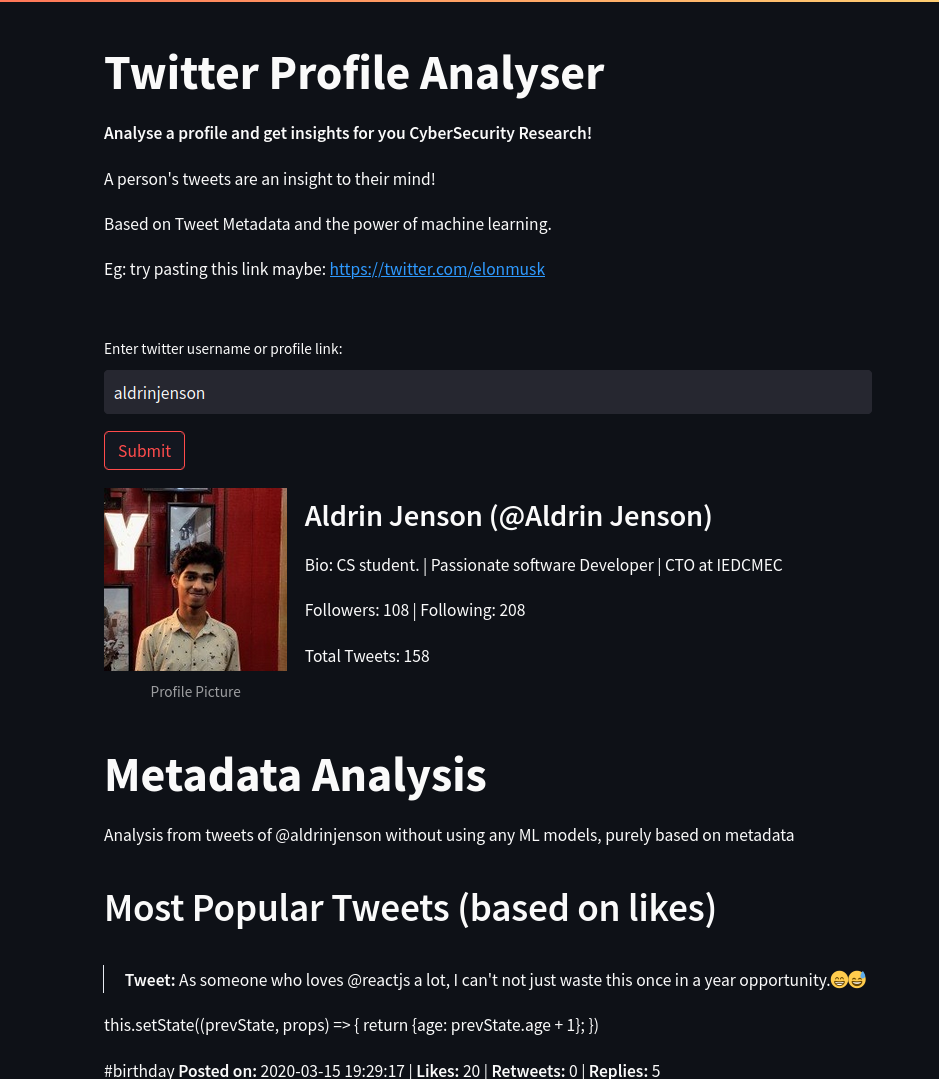 Twitter Profile Analyser
Analyse a profile and get insights for you CyberSecurity Research!
A person's tweets are an insight to their mind!
Based on Tweet Metadata and the power of machine learning.
Eg: try pasting this link maybe: https://twitter.com/elonmusk
Enter twitter username or profile link:
aldrinjenson
Submit
Y
Aldrin Jenson (@Aldrin Jenson)
Bio: CS student. | Passionate software Developer | CTO at IEDCMEC
Followers: 108 | Following: 208
Total Tweets: 158
Profile Picture
Metadata Analysis
Analysis from tweets of @aldrinjenson without using any ML models, purely based on metadata
Most Popular Tweets (based on likes)
Tweet: As someone who loves @reactjs a lot, I can't not just waste this once in a year opportunity.😁😅
this.setState((prevState, props) => { return {age: prevState.age + 1}; })
#birthday Posted on: 2020-03-15 19:29:17 | Likes: 20 | Retweets: 0 | Replies: 5